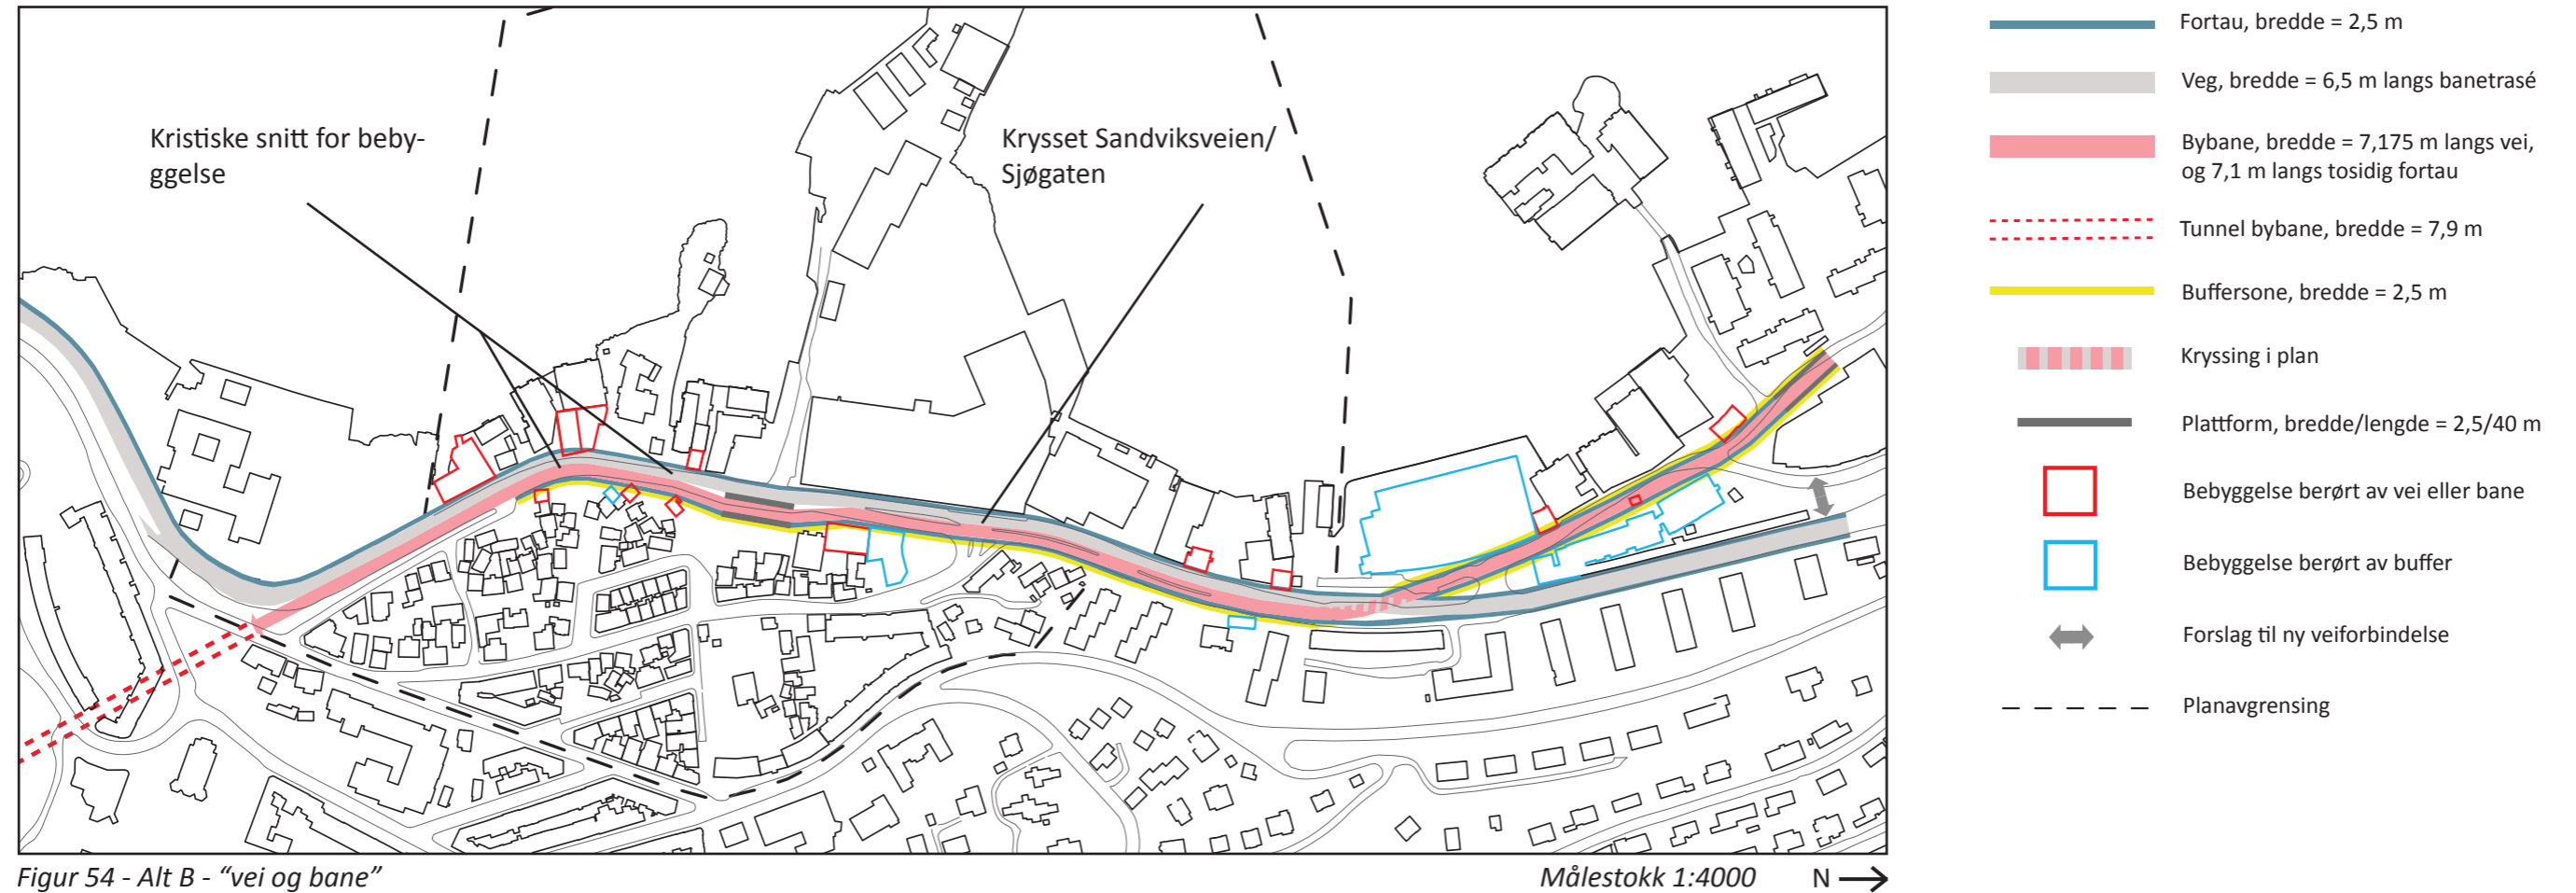 Kristiske snitt for beby-
ggelse
Krysset Sandviksveien/
Sjøgaten
Fortau, bredde = 2,5 m
Veg, bredde = 6,5 m langs banetrasé
Bybane, bredde = 7,175 m langs vei,
og 7,1 m langs tosidig fortau
Tunnel bybane, bredde = 7,9 m
Buffersone, bredde = 2,5 m
Kryssing i plan
Plattform, bredde/lengde = 2,5/40 m
Bebyggelse berørt av vei eller bane
Bebyggelse berørt av buffer
Forslag til ny veiforbindelse
Planavgrensing
Figur 54 - Alt B - “vei og bane”
Målestokk 1:4000 N